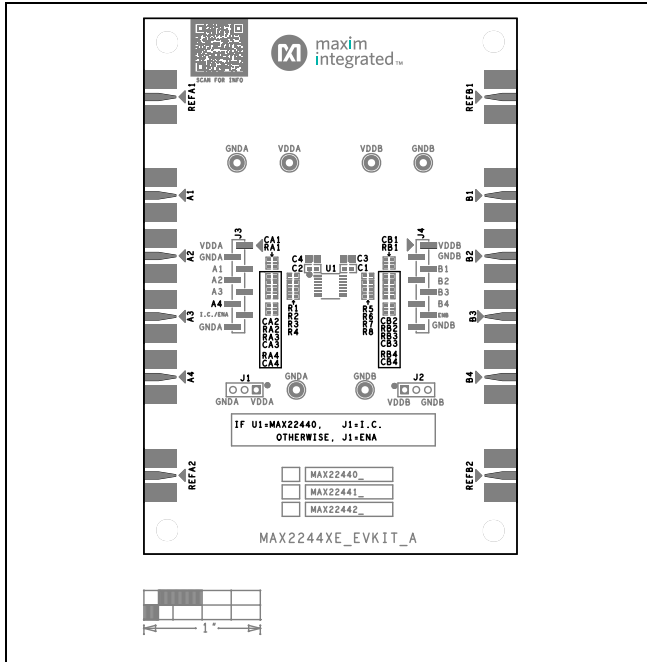 SCAN FOR INFO
maxim
integrated™
REFA1
REFB1
GNDA
VDDA
VDDB
GNDB
A1
B1
J3
CA1
RA1
CB1
RB1
J4
VDDA
GNDA
A1
A2
A3
A4
I.C./ENA
GNDA
C4
C2
U1
C3
C1
VDDB
GNDB
B1
B2
B3
B4
ENB
GNDB
A2
B2
R1
R2
R3
R4
R5
R6
R7
R8
CA2
RA2
RA3
CA3
RA4
CA4
CB2
RB2
RB3
CB3
RB4
CB4
A3
B3
A4
B4
J1
GNDA
GNDB
J2
GNDA VDDA
VDDB GNDB
IF U1=MAX22440, J1=I.C.
OTHERWISE, J1=ENA
REFA2
REFB2
MAX22440_
MAX22441_
MAX22442_
MAX2244XE_EVKIT_A
1"